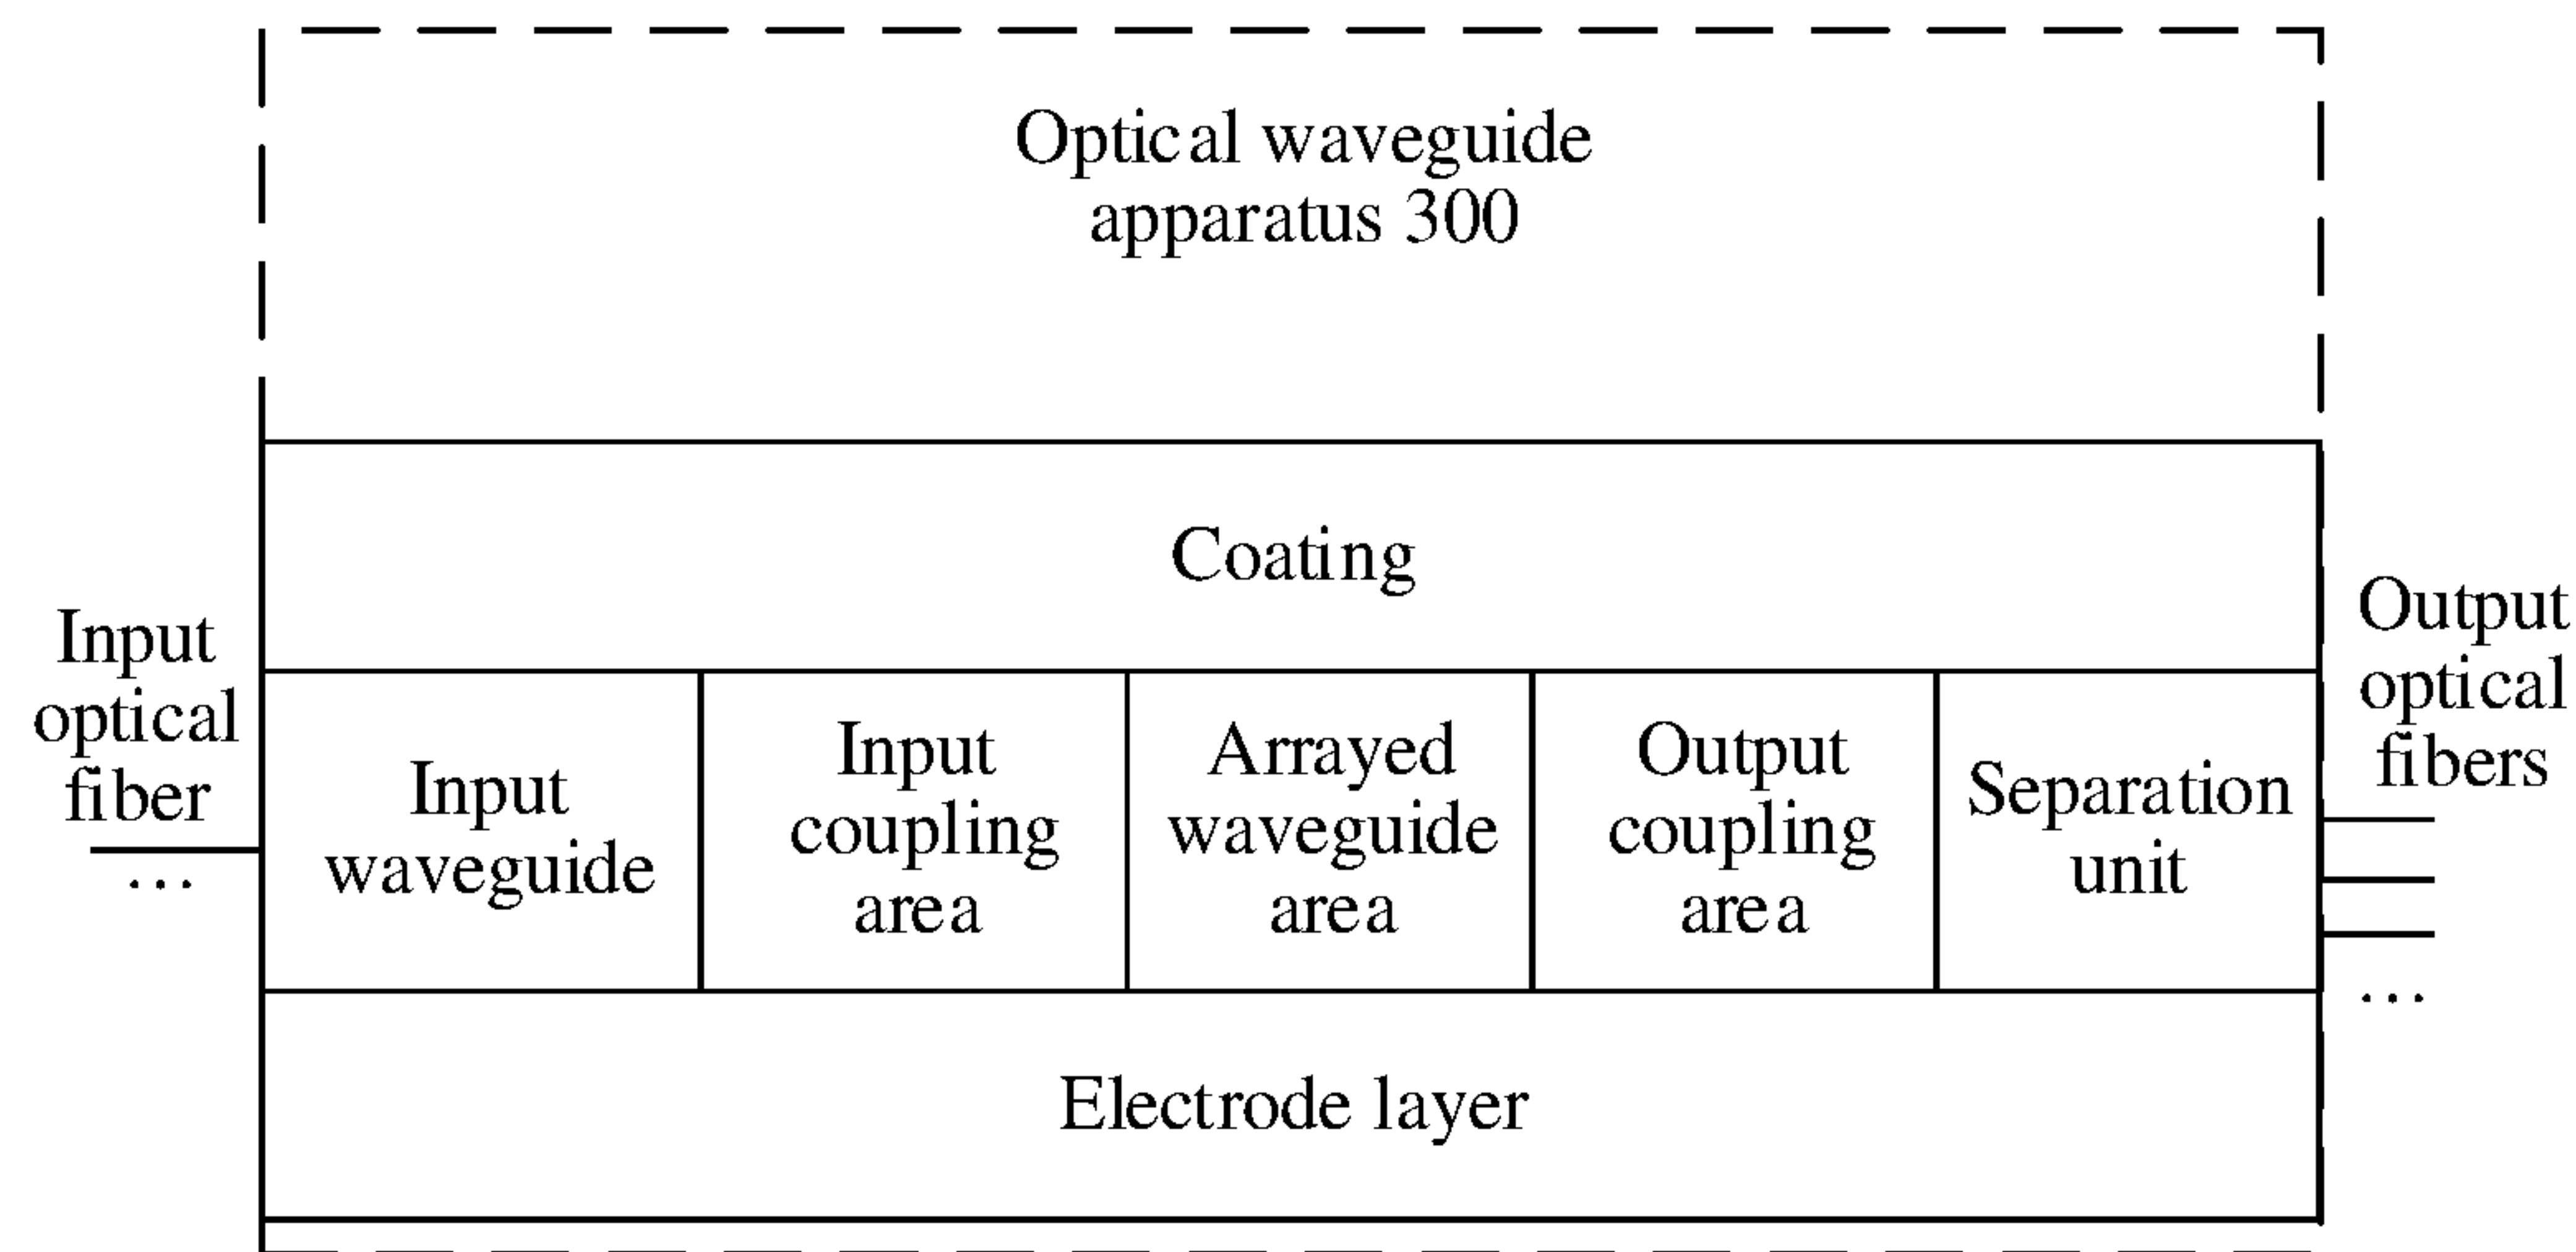 Optical waveguide
apparatus 300
Coating
Input
optical
fiber
...
Input
waveguide
Input
coupling
area
Arrayed
waveguide
area
Output
coupling
area
Separation
unit
Output
optical
fibers
...
Electrode layer